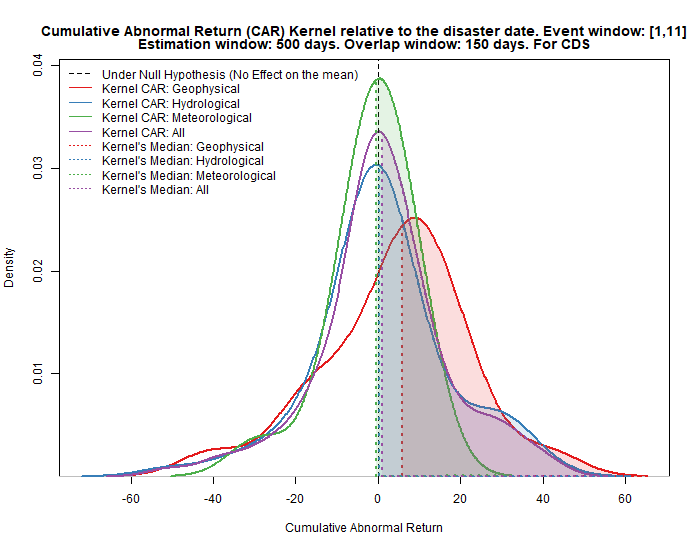 Cumulative Abnormal Return (CAR) Kernel relative to the disaster date. Event window: [1,11]
Estimation window: 500 days. Overlap window: 150 days. For CDS
Under Null Hypothesis (No Effect on the mean)
Kernel CAR: Geophysical
Kernel CAR: Hydrological
Kernel CAR: Meteorological
Kernel CAR: All
Kernel's Median: Geophysical
Kernel's Median: Hydrological
Kernel's Median: Meteorological
Kernel's Median: All
Density
0.04
0.03
0.02
0.01
-60 -40 -20 0 20 40 60
Cumulative Abnormal Return